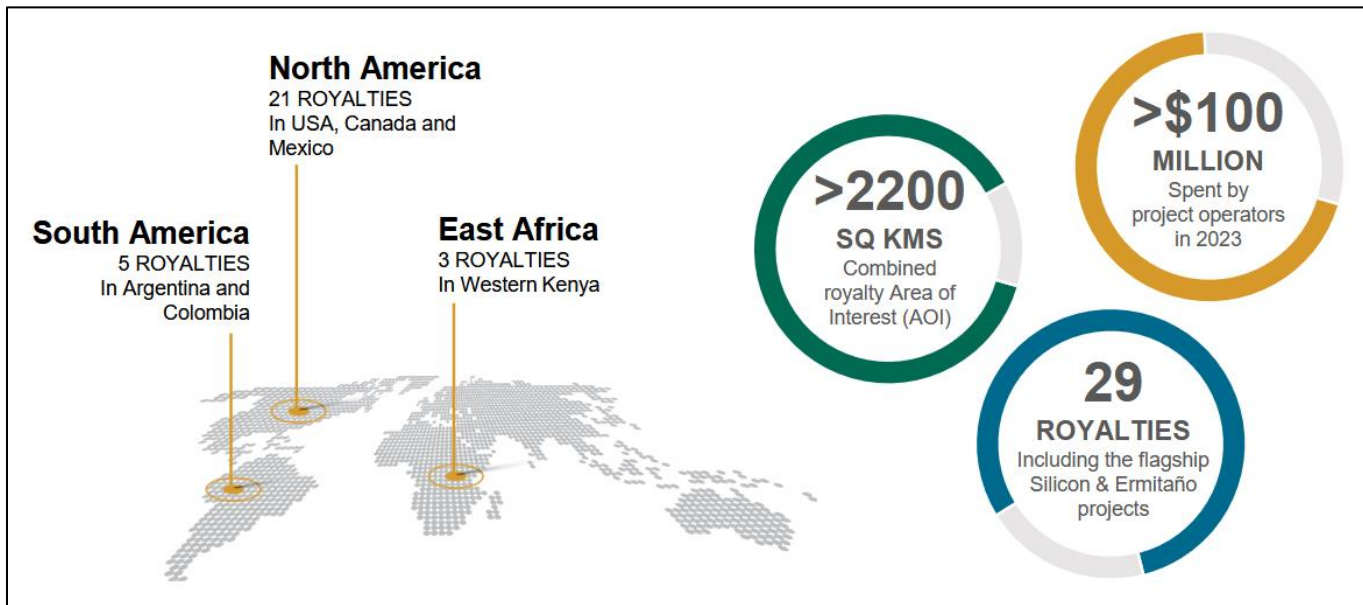 North America
21 ROYALTIES
In USA, Canada and
Mexico
South America
5 ROYALTIES
In Argentina and
Colombia
East Africa
3 ROYALTIES
In Western Kenya
>2200
SQ KMS
Combined
royalty Area of
Interest (AOI)
>$100
MILLION
Spent by
project operators
in 2023
29
ROYALTIES
Including the flagship
Silicon & Ermitaño
projects